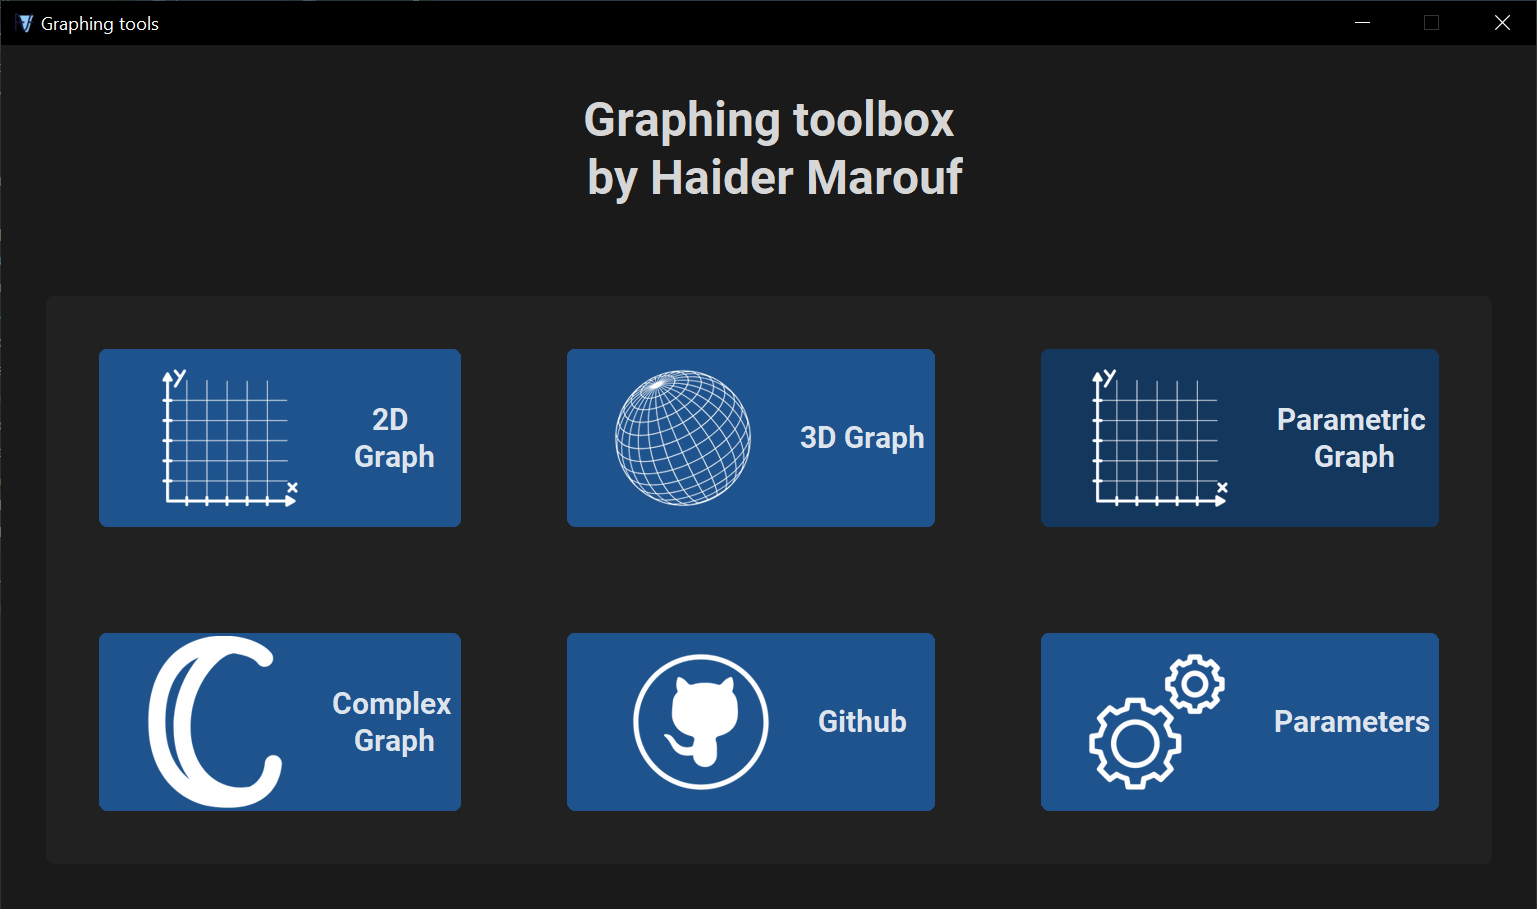 Graphing tools
Graphing toolbox
by Haider Marouf
Y
x
2D
Graph
3D Graph
Y
x
Parametric
Graph
C
Complex
Graph
Github
Parameters